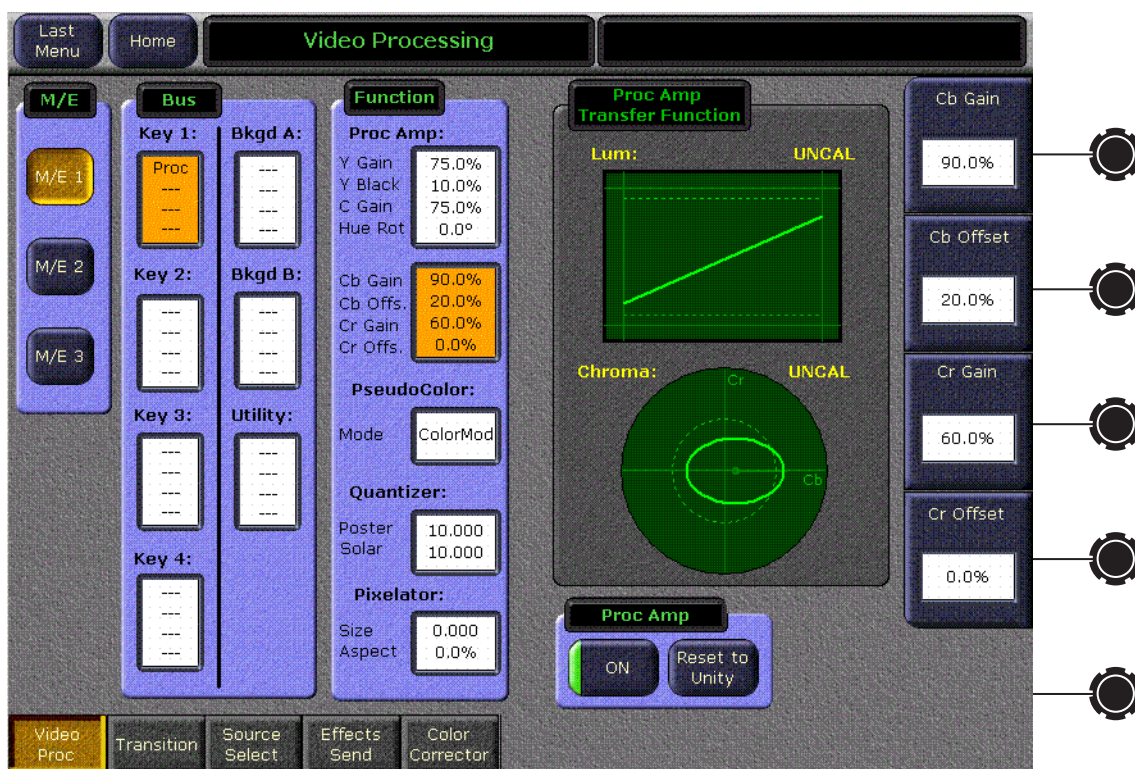 Last Menu
Home
Video Processing
M/E
M/E 1
M/E 2
M/E 3
Bus
Key 1:
Proc
---
---
---
Key 2:
---
---
---
---
Key 3:
---
---
---
---
Key 4:
---
---
---
---
Bkgd A:
---
---
---
---
Bkgd B:
---
---
---
---
Utility:
---
---
---
---
Function
Proc Amp:
Y Gain 75.0%
Y Black 10.0%
C Gain 75.0%
Hue Rot 0.0°
Cb Gain 90.0%
Cb Offs. 20.0%
Cr Gain 60.0%
Cr Offs. 0.0%
PseudoColor:
Mode ColorMod
Quantizer:
Poster 10.000
Solar 10.000
Pixelator:
Size 0.000
Aspect 0.0%
Proc Amp
Transfer Function
Lum: UNCAL
Chroma: UNCAL
Cr
Cb
Proc Amp
ON
Reset to
Unity
Cb Gain
90.0%
Cb Offset
20.0%
Cr Gain
60.0%
Cr Offset
0.0%
Video
Proc
Transition
Source
Select
Effects
Send
Color
Corrector